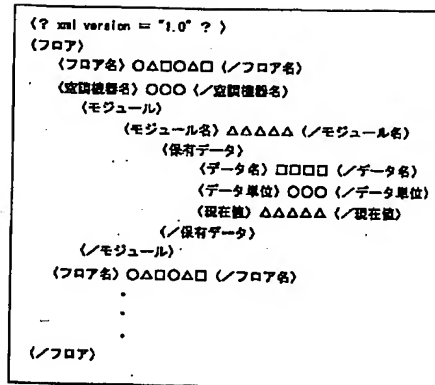 〈? xml version = "1.0" ? 〉
〈フロア〉
〈フロア名〉 〇△□〇△□ 〈／フロア名〉
〈空調機器名〉 〇〇〇 〈／空調機器名〉
〈モジュール〉
〈モジュール名〉 △△△△△ 〈／モジュール名〉
〈保有データ〉
〈データ名〉 □□□□ 〈／データ名〉
〈データ単位〉 〇〇〇 〈／データ単位〉
〈現在値〉 △△△△△ 〈／現在値〉
〈／保有データ〉
〈／モジュール〉
〈フロア名〉 〇△□〇△□ 〈／フロア名〉
・
・
・
〈／フロア〉